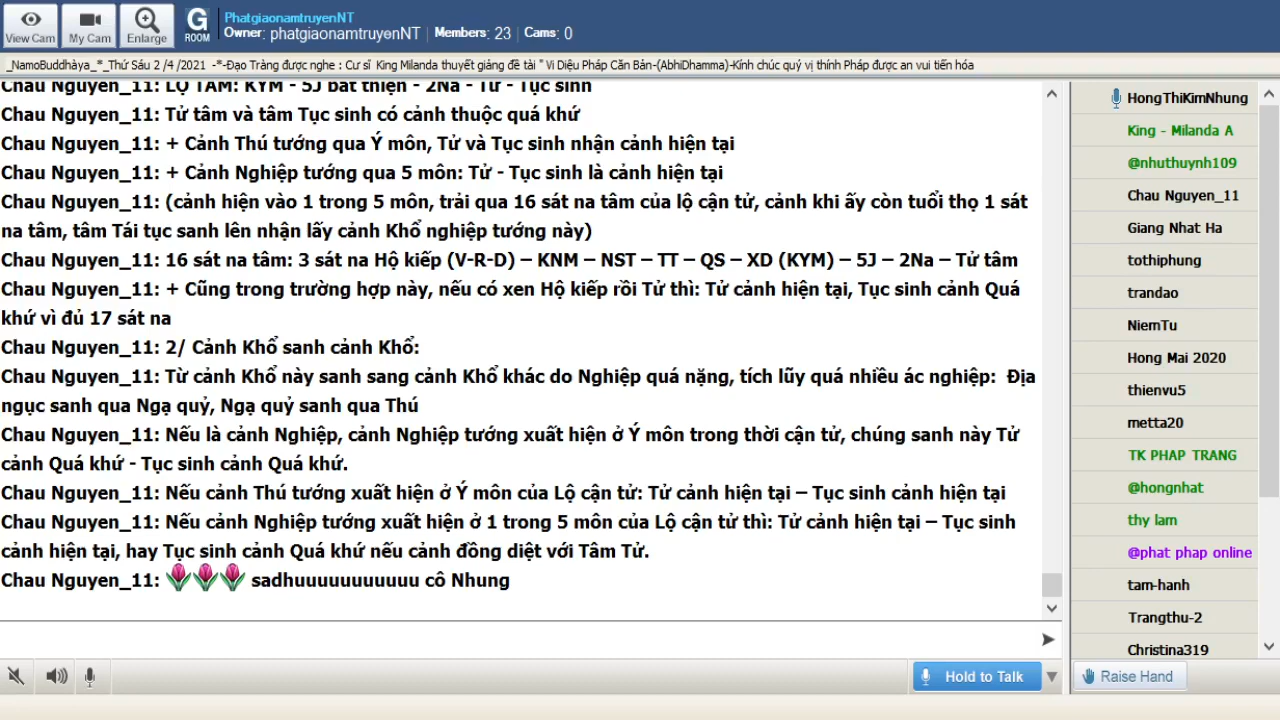 View Cam
My Cam
Enlarge
G
ROOM
PhatgiaonamtruyenNT
Owner: phatgiaonamtruyenNT | Members: 23 | Cams: 0
_NamoBuddhàya_*_Thứ Sáu 2 /4 /2021 -*-Đạo Tràng được nghe : Cư sĩ King Milanda thuyết giảng đề tài " Vi Diệu Pháp Căn Bản-(AbhiDhamma)-Kính chúc quý vị thính Pháp được an vui tiến hóa
Chau Nguyen_11: LỘ TÂM: KYM - 5J bất thiện - 2Na - Tử - Tục sinh
Chau Nguyen_11: Tử tâm và tâm Tục sinh có cảnh thuộc quá khứ
Chau Nguyen_11: + Cảnh Thú tướng qua Ý môn, Tử và Tục sinh nhận cảnh hiện tại
Chau Nguyen_11: + Cảnh Nghiệp tướng qua 5 môn: Tử - Tục sinh là cảnh hiện tại
Chau Nguyen_11: (cảnh hiện vào 1 trong 5 môn, trải qua 16 sát na tâm của lộ cận tử, cảnh khi ấy còn tuổi thọ 1 sát
na tâm, tâm Tái tục sanh lên nhận lấy cảnh Khổ nghiệp tướng này)
Chau Nguyen_11: 16 sát na tâm: 3 sát na Hộ kiếp (V-R-D) – KNM – NST – TT – QS – XD (KYM) – 5J – 2Na – Tử tâm
Chau Nguyen_11: + Cũng trong trường hợp này, nếu có xen Hộ kiếp rồi Tử thì: Tử cảnh hiện tại, Tục sinh cảnh Quá
khứ vì đủ 17 sát na
Chau Nguyen_11: 2/ Cảnh Khổ sanh cảnh Khổ:
Chau Nguyen_11: Từ cảnh Khổ này sanh sang cảnh Khổ khác do Nghiệp quá nặng, tích lũy quá nhiều ác nghiệp: Địa
ngục sanh qua Ngạ quỷ, Ngạ quỷ sanh qua Thú
Chau Nguyen_11: Nếu là cảnh Nghiệp, cảnh Nghiệp tướng xuất hiện ở Ý môn trong thời cận tử, chúng sanh này Tử
cảnh Quá khứ - Tục sinh cảnh Quá khứ.
Chau Nguyen_11: Nếu cảnh Thú tướng xuất hiện ở Ý môn của Lộ cận tử: Tử cảnh hiện tại – Tục sinh cảnh hiện tại
Chau Nguyen_11: Nếu cảnh Nghiệp tướng xuất hiện ở 1 trong 5 môn của Lộ cận tử thì: Tử cảnh hiện tại – Tục sinh
cảnh hiện tại, hay Tục sinh cảnh Quá khứ nếu cảnh đồng diệt với Tâm Tử.
Chau Nguyen_11: 🌷🌷🌷 sadhuuuuuuuuuuu cô Nhung
HongThiKimNhung
King - Milanda A
@nhuthuynh109
Chau Nguyen_11
Giang Nhat Ha
tothiphung
trandao
NiemTu
Hong Mai 2020
thienvu5
metta20
TK PHAP TRANG
@hongnhat
thy lam
@phat phap online
tam-hanh
Trangthu-2
Christina319
Hold to Talk
Raise Hand